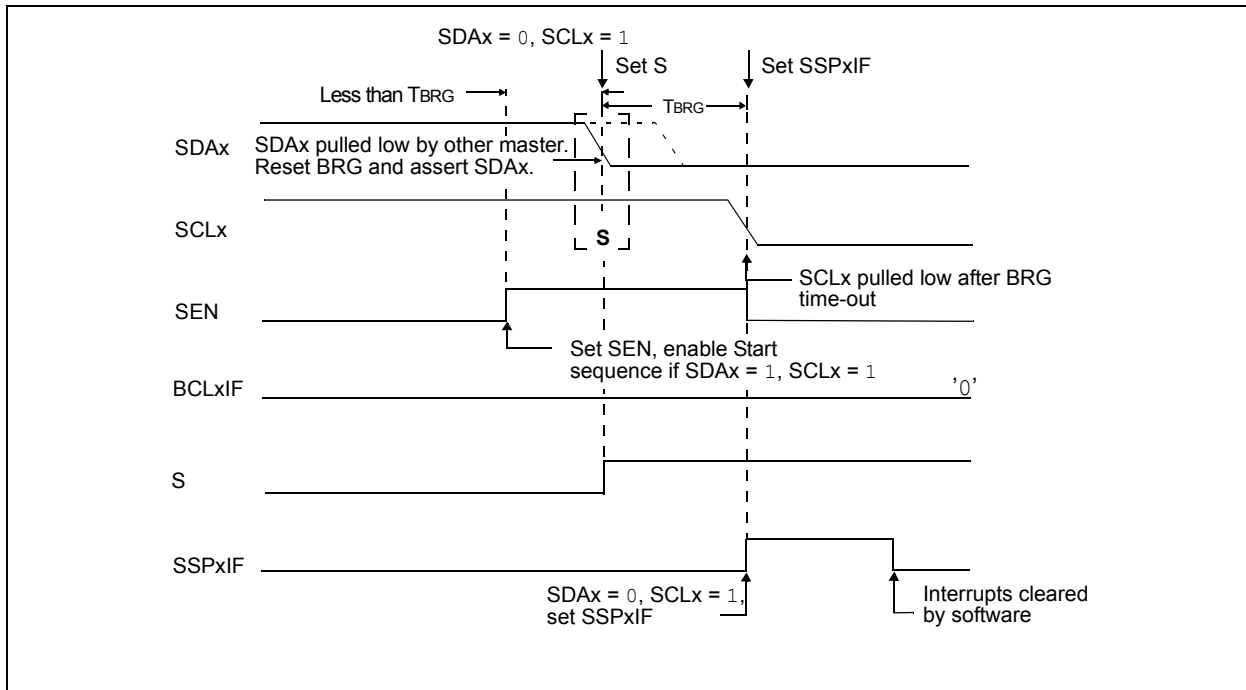 SDAx = 0, SCLx = 1
Set S
Set SSPxIF
Less than TBRG
TBRG
SDAx
SDAx pulled low by other master.
Reset BRG and assert SDAx.
SCLx
S
SCLx pulled low after BRG
time-out
SEN
Set SEN, enable Start
sequence if SDAx = 1, SCLx = 1
BCLxIF
'0'
S
SSPxIF
SDAx = 0, SCLx = 1,
set SSPxIF
Interrupts cleared
by software